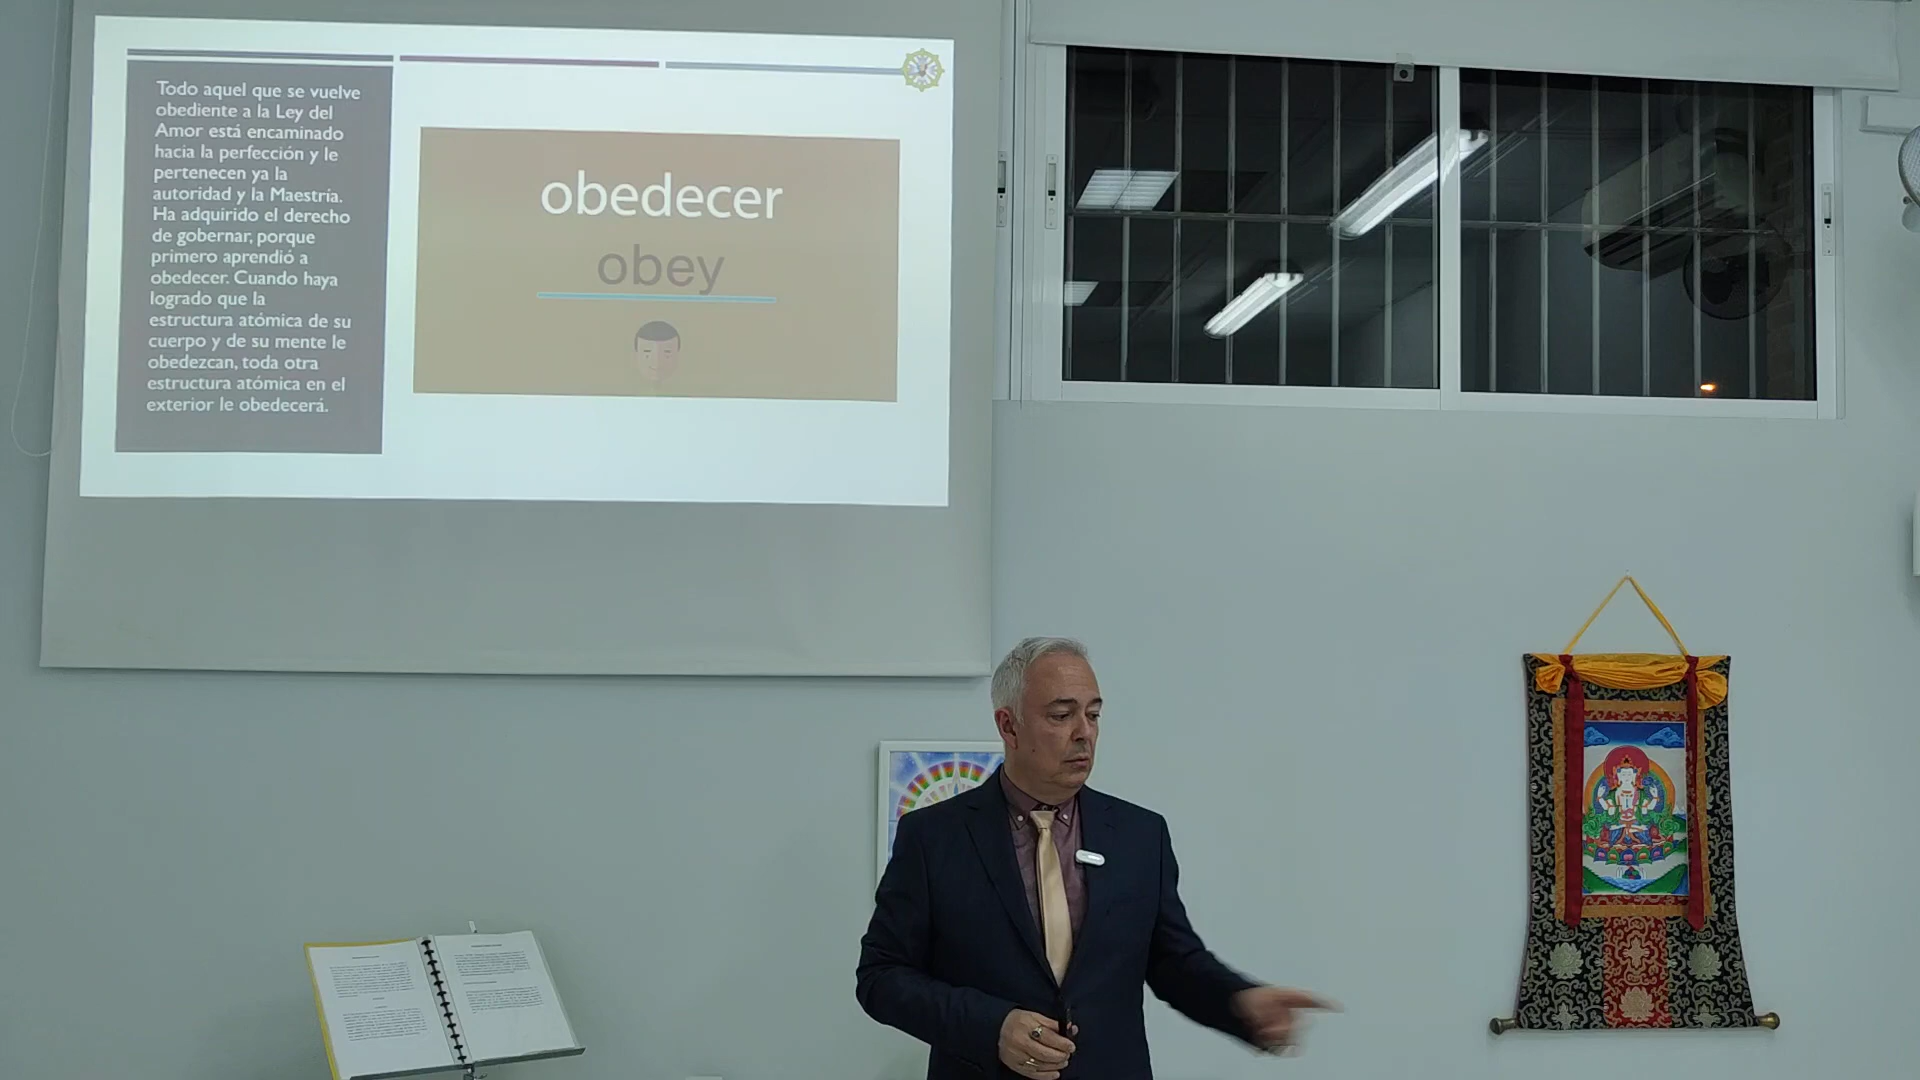 Todo aquel que se vuelve
obediente a la Ley del
Amor está encaminado
hacia la perfección y le
pertenecen ya la
autoridad y la Maestría.
Ha adquirido el derecho
de gobernar, porque
primero aprendió a
obedecer. Cuando haya
logrado que la
estructura atómica de su
cuerpo y de su mente le
obedezcan, toda otra
estructura atómica en el
exterior le obedecerá.
obedecer
obey